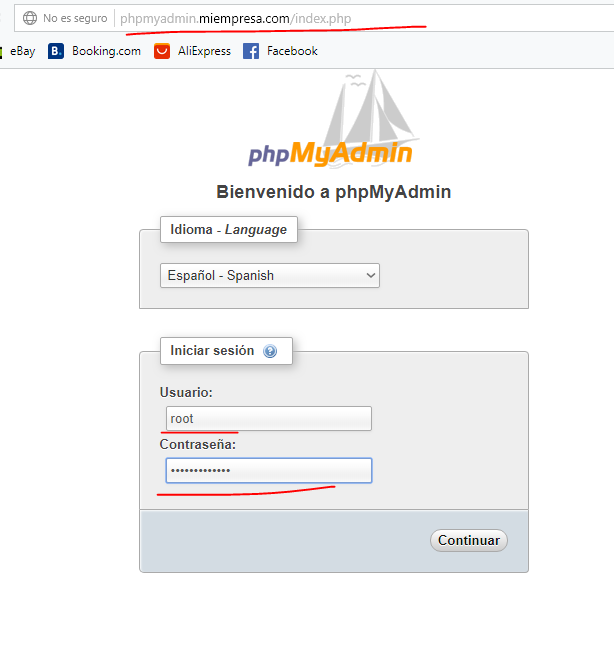 No es seguro phpmyadmin.miempresa.com/index.php
eBay B. Booking.com AliExpress f Facebook
phpMyAdmin
Bienvenido a phpMyAdmin
Idioma - Language
Español - Spanish
Iniciar sesión ?
Usuario:
root
Contraseña:
•••••••••••••
Continuar